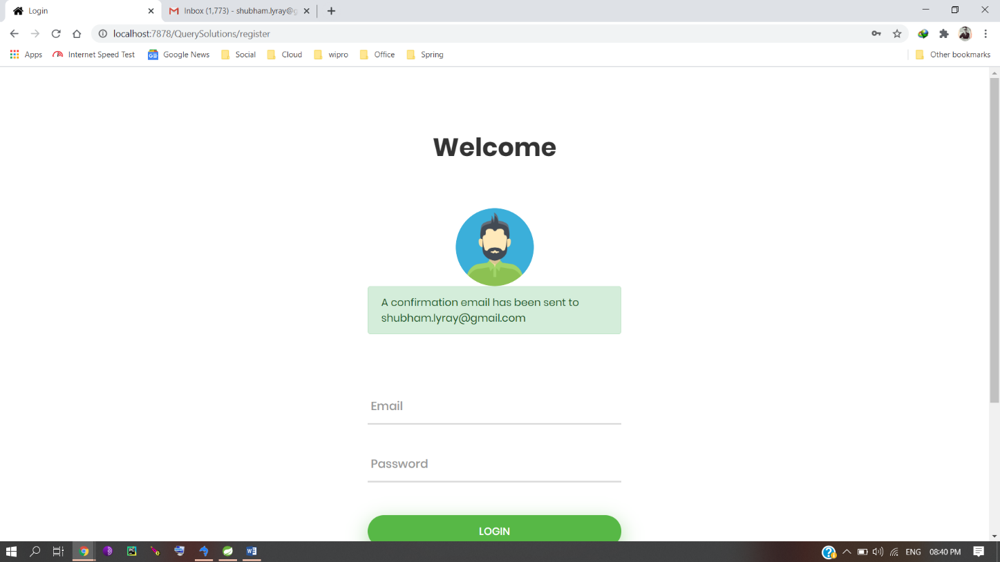 Login
Inbox (1,773) - shubham.lyray@g
localhost:7878/QuerySolutions/register
Apps Internet Speed Test Google News Social Cloud wipro Office Spring Other bookmarks
Welcome
A confirmation email has been sent to
shubham.lyray@gmail.com
Email
Password
LOGIN
ENG 08:40 PM